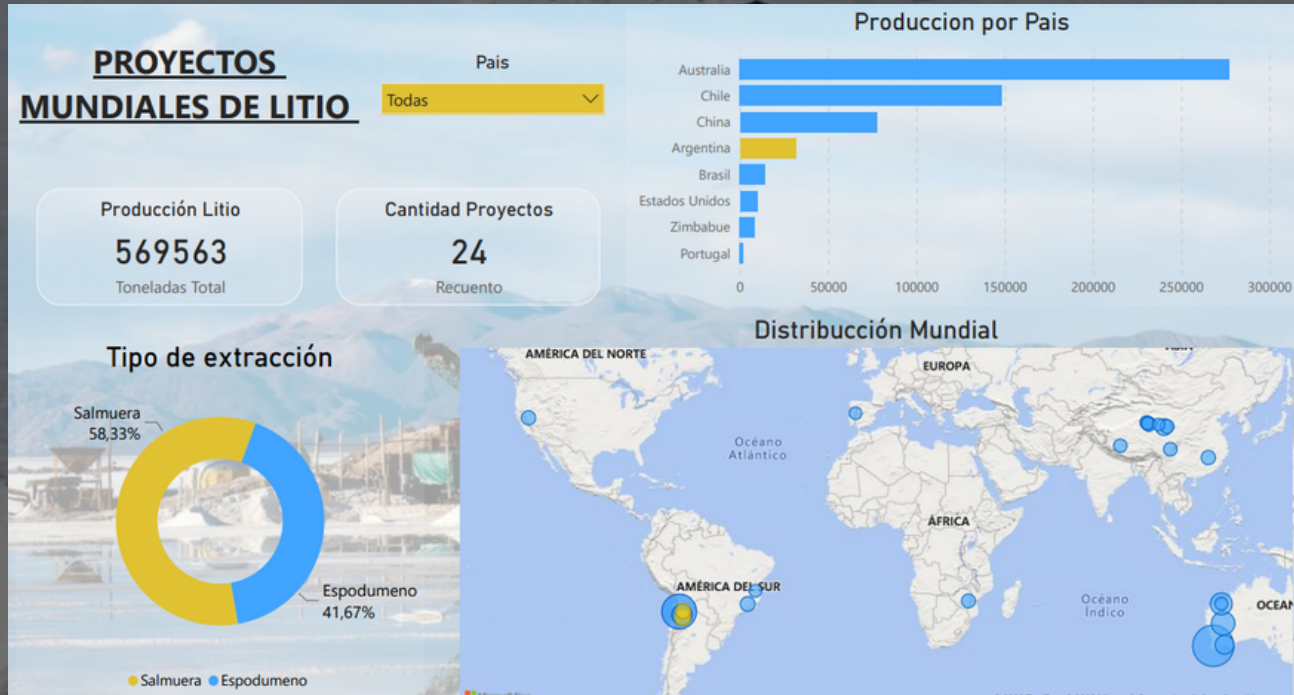 PROYECTOS
MUNDIALES DE LITIO
Pais
Todas
Producción Litio
569563
Toneladas Total
Cantidad Proyectos
24
Recuento
Produccion por Pais
Australia
Chile
China
Argentina
Brasil
Estados Unidos
Zimbabue
Portugal
0 50000 100000 150000 200000 250000 300000
Tipo de extracción
Salmuera
58,33%
Espodumeno
41,67%
Salmuera Espodumeno
Distribucción Mundial
AMÉRICA DEL NORTE
EUROPA
Océano
Atlántico
ÁFRICA
AMÉRICA DEL SUR
Océano
Índico
OCEAN